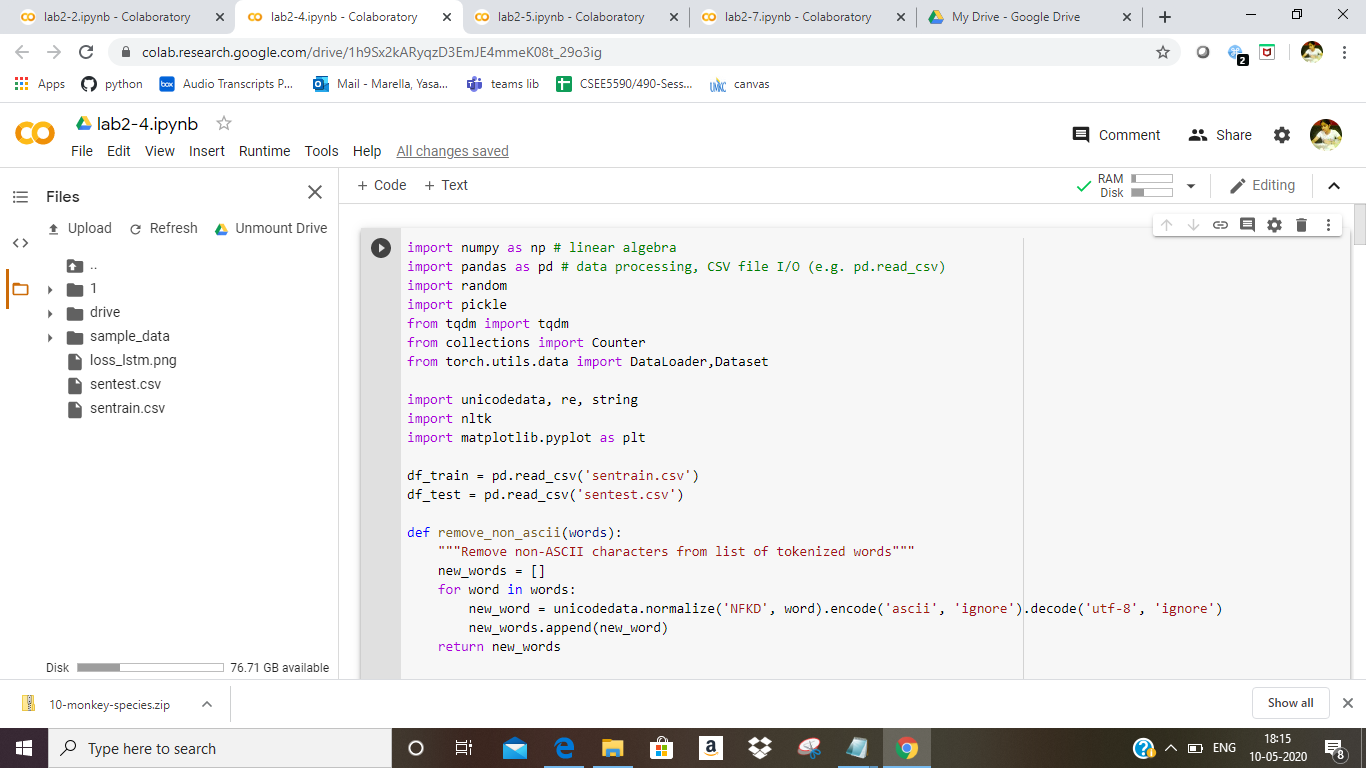 lab2-2.ipynb - Colaboratory
lab2-4.ipynb - Colaboratory
lab2-5.ipynb - Colaboratory
lab2-7.ipynb - Colaboratory
My Drive - Google Drive
colab.research.google.com/drive/1h9Sx2kARyqzD3EmJE4mmeK08t_29o3ig
2
Apps
python
box
Audio Transcripts P...
Mail - Marella, Yasa...
teams lib
CSEE5590/490-Sess...
UMKC
canvas
lab2-4.ipynb
Comment
Share
File Edit View Insert Runtime Tools Help All changes saved
Files
+ Code + Text
RAM
Disk
Editing
Upload Refresh Unmount Drive
..
1
drive
sample_data
loss_lstm.png
sentest.csv
sentrain.csv
Disk 76.71 GB available
import numpy as np # linear algebra
import pandas as pd # data processing, CSV file I/O (e.g. pd.read_csv)
import random
import pickle
from tqdm import tqdm
from collections import Counter
from torch.utils.data import DataLoader,Dataset
import unicodedata, re, string
import nltk
import matplotlib.pyplot as plt
df_train = pd.read_csv('sentrain.csv')
df_test = pd.read_csv('sentest.csv')
def remove_non_ascii(words):
"""Remove non-ASCII characters from list of tokenized words"""
new_words = []
for word in words:
new_word = unicodedata.normalize('NFKD', word).encode('ascii', 'ignore').decode('utf-8', 'ignore')
new_words.append(new_word)
return new_words
10-monkey-species.zip
Show all
Type here to search
a
ENG
18:15
10-05-2020
8